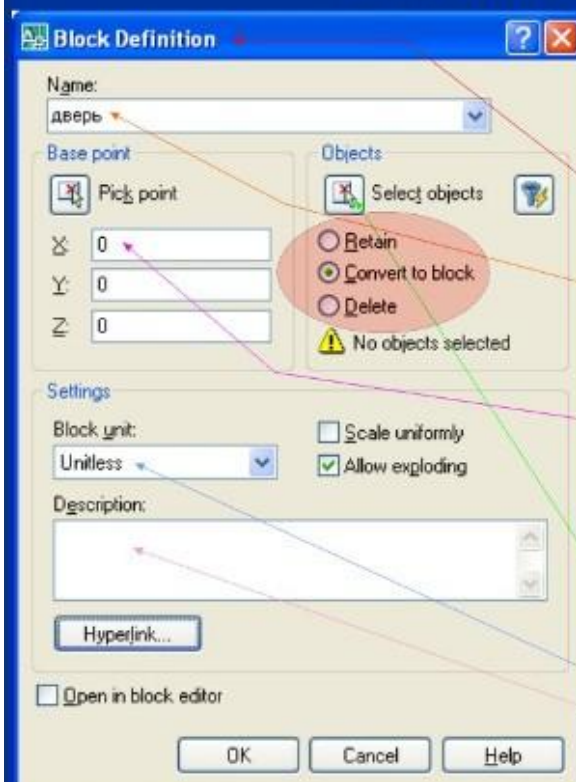 Block Definition
Name:
дверь
Base point
Pick point
X: 0
Y: 0
Z: 0
Objects
Select objects
Retain
Convert to block
Delete
No objects selected
Settings
Block unit:
Unitless
Scale uniformly
Allow exploding
Description:
Hyperlink...
Open in block editor
OK Cancel Help